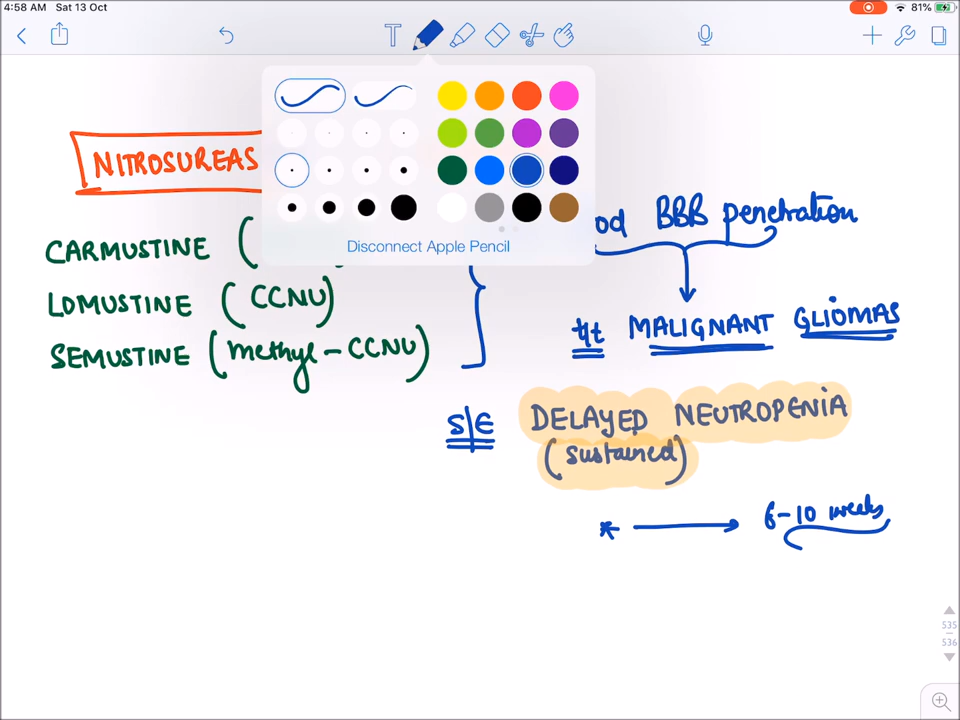 4:58 AM Sat 13 Oct
81%
T
NITROSUREAS
Disconnect Apple Pencil
BBB penetration
CARMUSTINE (
LOMUSTINE (CCNU)
SEMUSTINE (methyl-CCNU)
MALIGNANT GLIOMAS
S/E DELAYED NEUTROPENIA
(sustained)
* 6-10 weeks
535
536